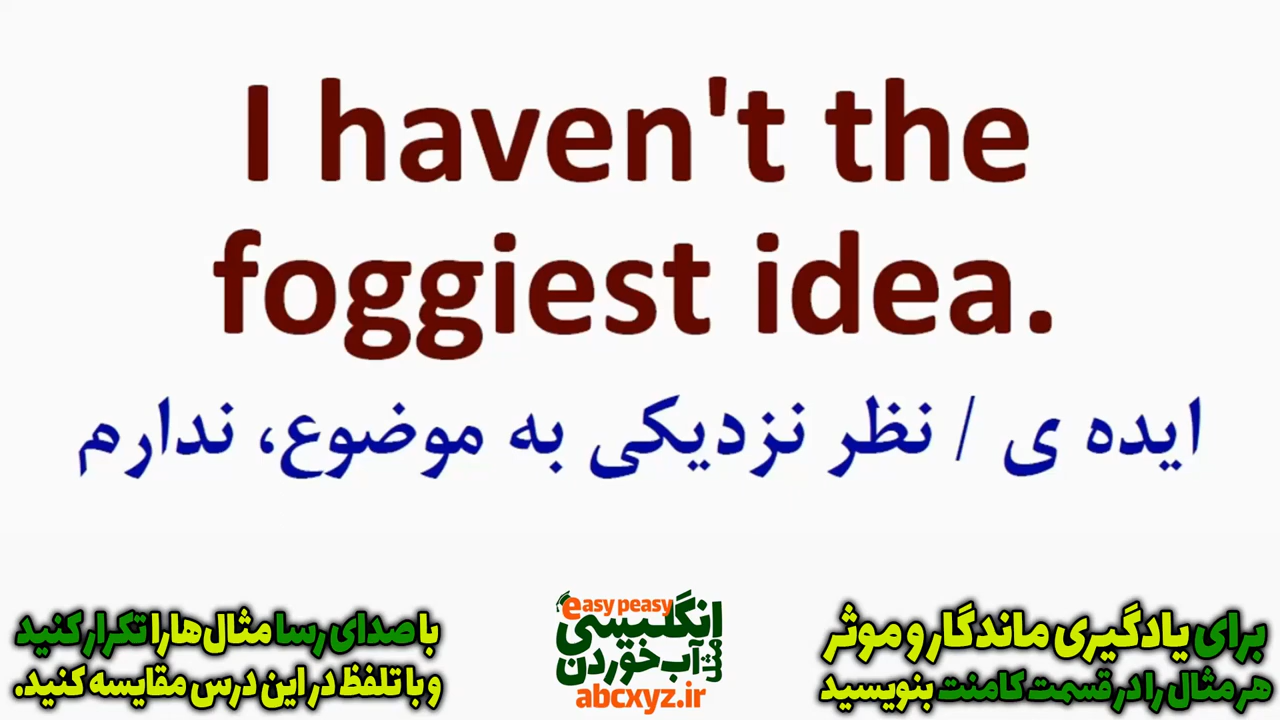 I haven't the
foggiest idea.
ایده ی / نظر نزدیکی به موضوع، ندارم
برای یادگیری ماندگار و موثر
هر مثال را در قسمت کامنت بنویسید
easy peasy
انگلیسی
مثل آب خوردن
abcxyz.ir
با صدای رسا مثال‌ها را تکرار کنید
و با تلفظ در این درس مقایسه کنید.